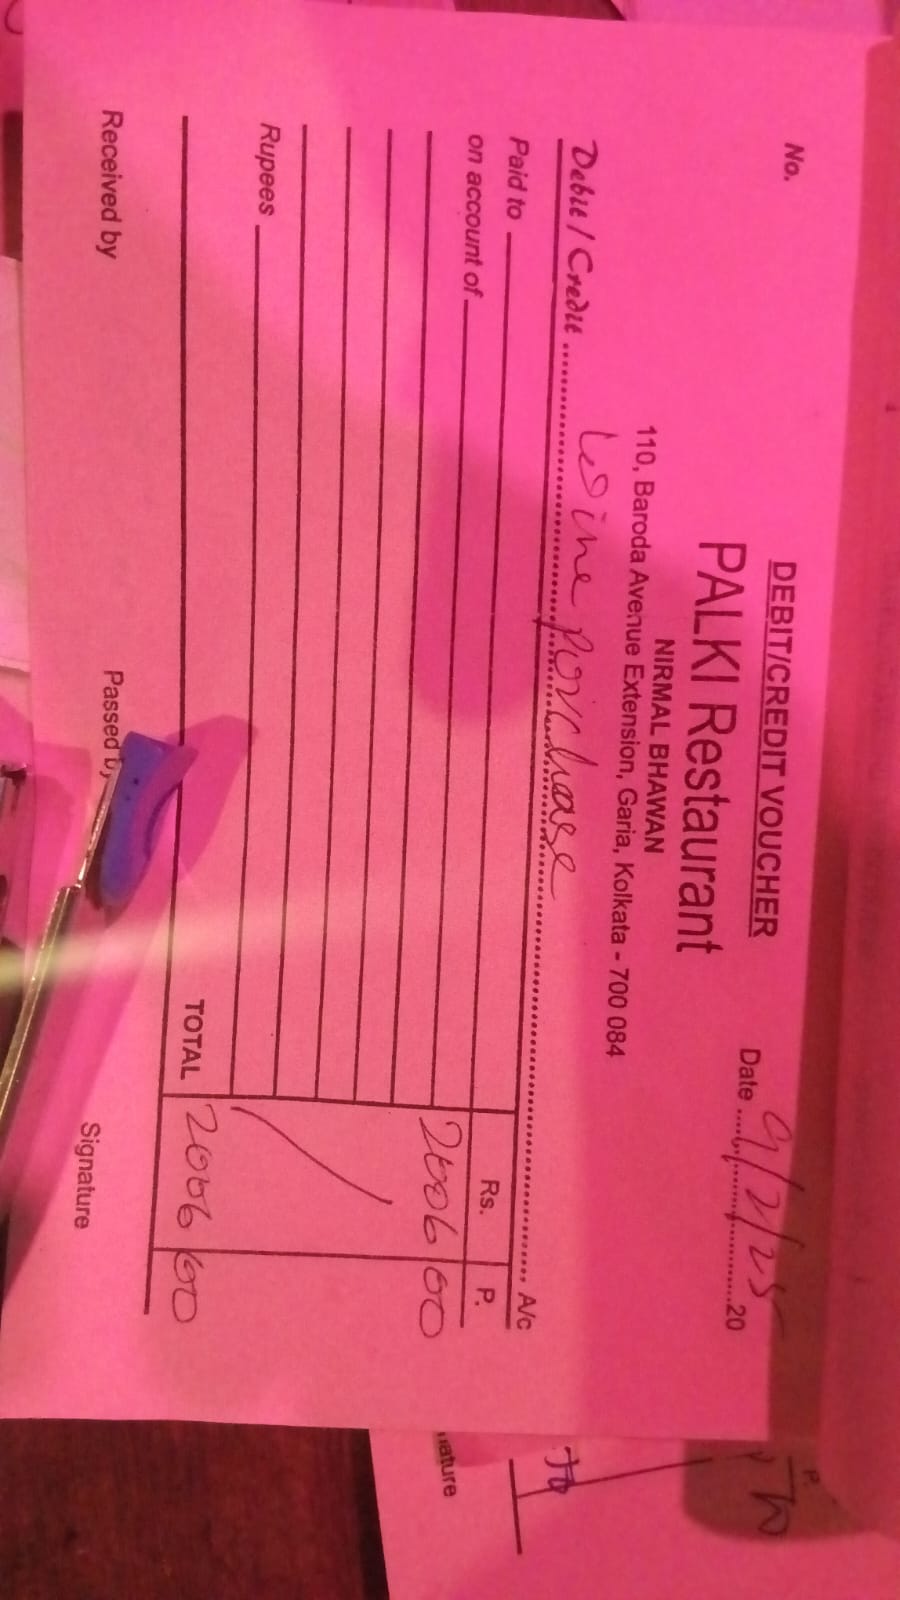 DEBIT/CREDIT VOUCHER
No.
Date 9/2/25 20
PALKI Restaurant
NIRMAL BHAWAN
110, Baroda Avenue Extension, Garia, Kolkata - 700 084
Debit / Credit Wine purchase A/c
Paid to Rs. P.
on account of 2006 00
Rupees
TOTAL 2006 00
Received by Passed by Signature
P.
nature